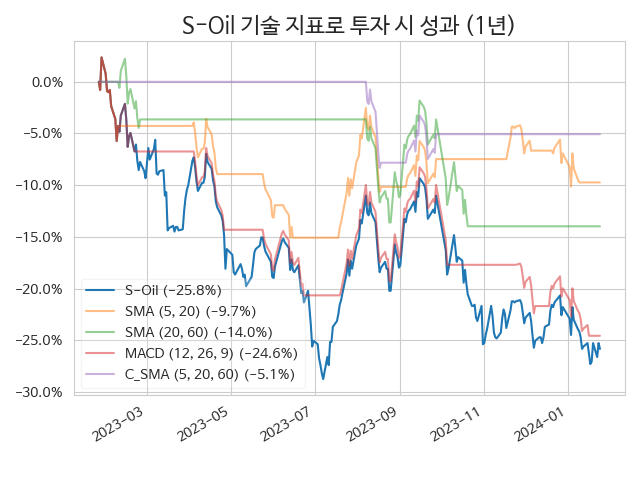 S-Oil 기술 지표로 투자 시 성과 (1년)
0.0%
−5.0%
−10.0%
−15.0%
−20.0%
−25.0%
−30.0%
S-Oil (−25.8%)
SMA (5, 20) (−9.7%)
SMA (20, 60) (−14.0%)
MACD (12, 26, 9) (−24.6%)
C_SMA (5, 20, 60) (−5.1%)
2023-03
2023-05
2023-07
2023-09
2023-11
2024-01